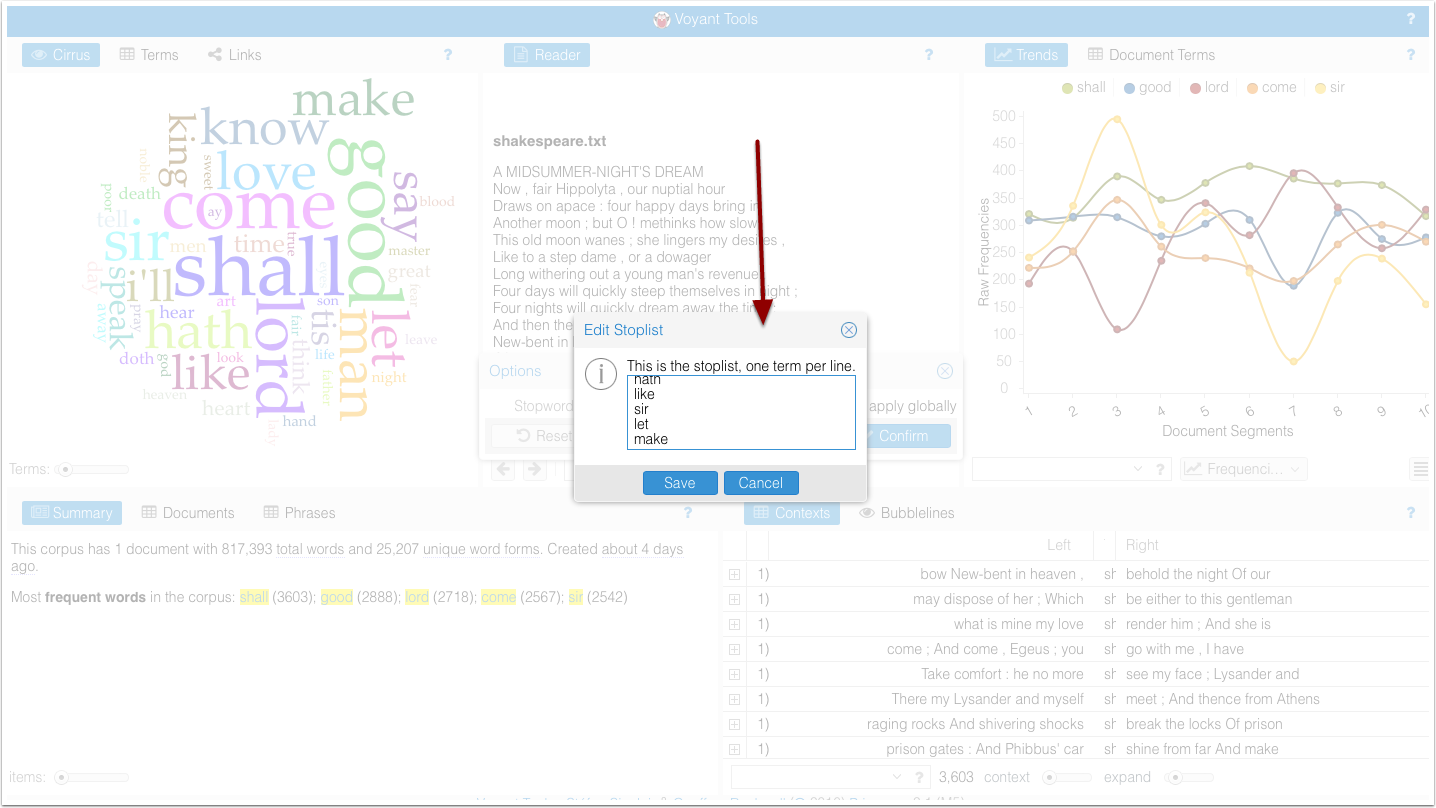 Voyant Tools
?
Cirrus Terms Links ?
Reader ?
Trends Document Terms ?
make
know
king
good
noble
sweet
love
say
death
poor
come
blood
tell
ay
sir
men
time
true
master
shall
day
speak
i'll
eyes
great
fear
art
son
lord
tis
man
let
away
pray
hath
hear
fair
think
leave
doth
god
look
life
like
father
night
heaven
heart
hand
lady
Terms:
shakespeare.txt
A MIDSUMMER-NIGHT'S DREAM
Now , fair Hippolyta , our nuptial hour
Draws on apace : four happy days bring in
Another moon ; but O ! methinks how slow
This old moon wanes ; she lingers my desires ,
Like to a step dame , or a dowager
Long withering out a young man's revenue
Four days will quickly steep themselves in night ;
Four nights will quickly dream away the time
And then the
New-bent in
Options
Stopword
apply globally
Reset
Confirm
Edit Stoplist
This is the stoplist, one term per line.
hath
like
sir
let
make
Save Cancel
shall good lord come sir
Raw Frequencies
500
450
400
350
300
250
200
150
100
50
0
1 2 3 4 5 6 7 8 9 10
Document Segments
? Frequenci...
Summary Documents Phrases ?
This corpus has 1 document with 817,393 total words and 25,207 unique word forms. Created about 4 days
ago.
Most frequent words in the corpus: shall (3603); good (2888); lord (2718); come (2567); sir (2542)
items:
Contexts Bubblelines ?
Left Right
1) bow New-bent in heaven , sh behold the night Of our
1) may dispose of her ; Which sh be either to this gentleman
1) what is mine my love sh render him ; And she is
1) come ; And come , Egeus ; you sh go with me , I have
1) Take comfort : he no more sh see my face ; Lysander and
1) There my Lysander and myself sh meet ; And thence from Athens
1) raging rocks And shivering shocks sh break the locks Of prison
1) prison gates : And Phibbus' car sh shine from far And make
? 3,603 context expand